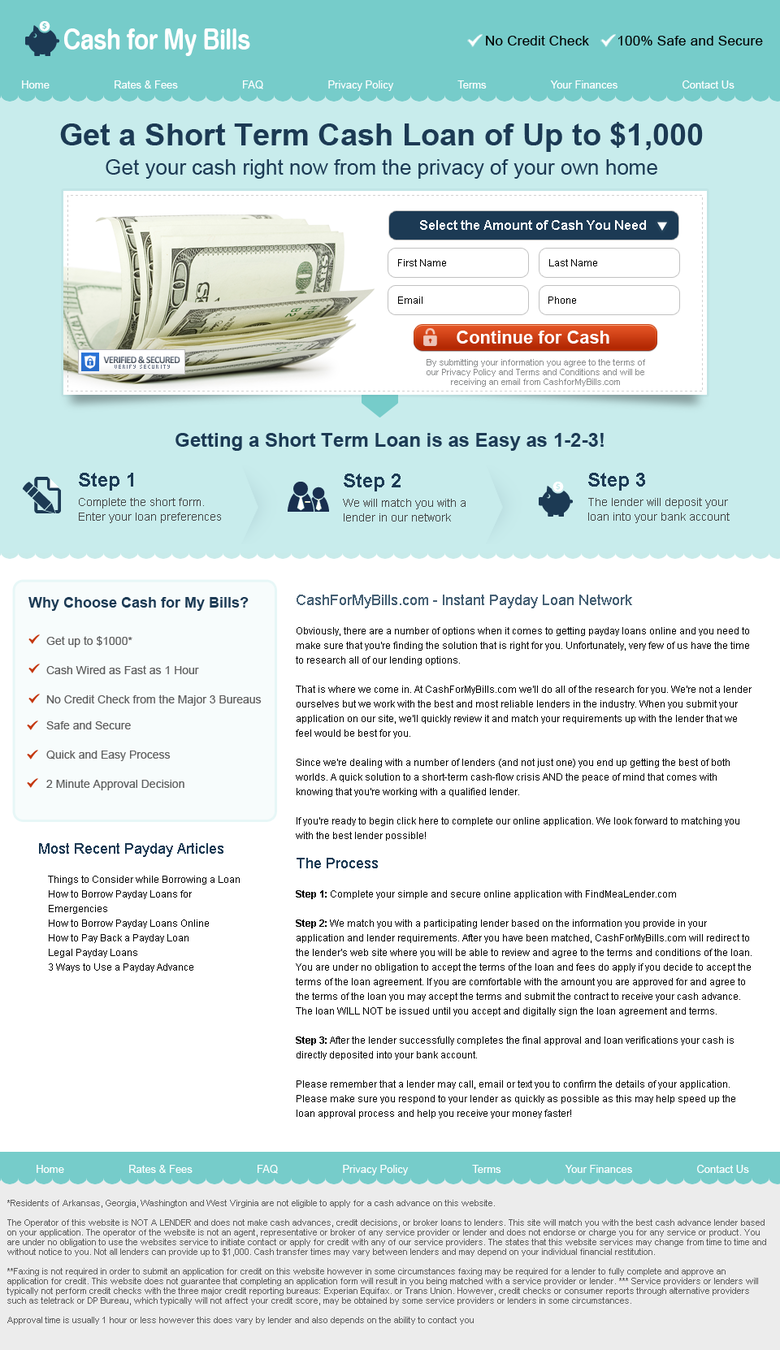 Cash for My Bills
No Credit Check
100% Safe and Secure
Home Rates & Fees FAQ Privacy Policy Terms Your Finances Contact Us
Get a Short Term Cash Loan of Up to $1,000
Get your cash right now from the privacy of your own home
Select the Amount of Cash You Need
First Name
Last Name
Email
Phone
Continue for Cash
By submitting your information you agree to the terms of
our Privacy Policy and Terms and Conditions and will be
receiving an email from CashforMyBills.com
VERIFIED & SECURED
VERIFY SECURITY
Getting a Short Term Loan is as Easy as 1-2-3!
Step 1
Complete the short form.
Enter your loan preferences
Step 2
We will match you with a
lender in our network
Step 3
The lender will deposit your
loan into your bank account
Why Choose Cash for My Bills?
Get up to $1000*
Cash Wired as Fast as 1 Hour
No Credit Check from the Major 3 Bureaus
Safe and Secure
Quick and Easy Process
2 Minute Approval Decision
Most Recent Payday Articles
Things to Consider while Borrowing a Loan
How to Borrow Payday Loans for
Emergencies
How to Borrow Payday Loans Online
How to Pay Back a Payday Loan
Legal Payday Loans
3 Ways to Use a Payday Advance
CashForMyBills.com - Instant Payday Loan Network
Obviously, there are a number of options when it comes to getting payday loans online and you need to
make sure that you're finding the solution that is right for you. Unfortunately, very few of us have the time
to research all of our lending options.
That is where we come in. At CashForMyBills.com we'll do all of the research for you. We're not a lender
ourselves but we work with the best and most reliable lenders in the industry. When you submit your
application on our site, we'll quickly review it and match your requirements up with the lender that we
feel would be best for you.
Since we're dealing with a number of lenders (and not just one) you end up getting the best of both
worlds. A quick solution to a short-term cash-flow crisis AND the peace of mind that comes with
knowing that you're working with a qualified lender.
If you're ready to begin click here to complete our online application. We look forward to matching you
with the best lender possible!
The Process
Step 1: Complete your simple and secure online application with FindMeaLender.com
Step 2: We match you with a participating lender based on the information you provide in your
application and lender requirements. After you have been matched, CashForMyBills.com will redirect to
the lender's web site where you will be able to review and agree to the terms and conditions of the loan.
You are under no obligation to accept the terms of the loan and fees do apply if you decide to accept the
terms of the loan agreement. If you are comfortable with the amount you are approved for and agree to
the terms of the loan you may accept the terms and submit the contract to receive your cash advance.
The loan WILL NOT be issued until you accept and digitally sign the loan agreement and terms.
Step 3: After the lender successfully completes the final approval and loan verifications your cash is
directly deposited into your bank account.
Please remember that a lender may call, email or text you to confirm the details of your application.
Please make sure you respond to your lender as quickly as possible as this may help speed up the
loan approval process and help you receive your money faster!
Home Rates & Fees FAQ Privacy Policy Terms Your Finances Contact Us
*Residents of Arkansas, Georgia, Washington and West Virginia are not eligible to apply for a cash advance on this website.
The Operator of this website is NOT A LENDER and does not make cash advances, credit decisions, or broker loans to lenders. This site will match you with the best cash advance lender based
on your application. The operator of the website is not an agent, representative or broker of any service provider or lender and does not endorse or charge you for any service or product. You
are under no obligation to use the websites service to initiate contact or apply for credit with any of our service providers. The states that this website services may change from time to time and
without notice to you. Not all lenders can provide up to $1,000. Cash transfer times may vary between lenders and may depend on your individual financial restitution.
**Faxing is not required in order to submit an application for credit on this website however in some circumstances faxing may be required for a lender to fully complete and approve an
application for credit. This website does not guarantee that completing an application form will result in you being matched with a service provider or lender. *** Service providers or lenders will
typically not perform credit checks with the three major credit reporting bureaus: Experian Equifax. or Trans Union. However, credit checks or consumer reports through alternative providers
such as teletrack or DP Bureau, which typically will not affect your credit score, may be obtained by some service providers or lenders in some circumstances.
Approval time is usually 1 hour or less however this does vary by lender and also depends on the ability to contact you